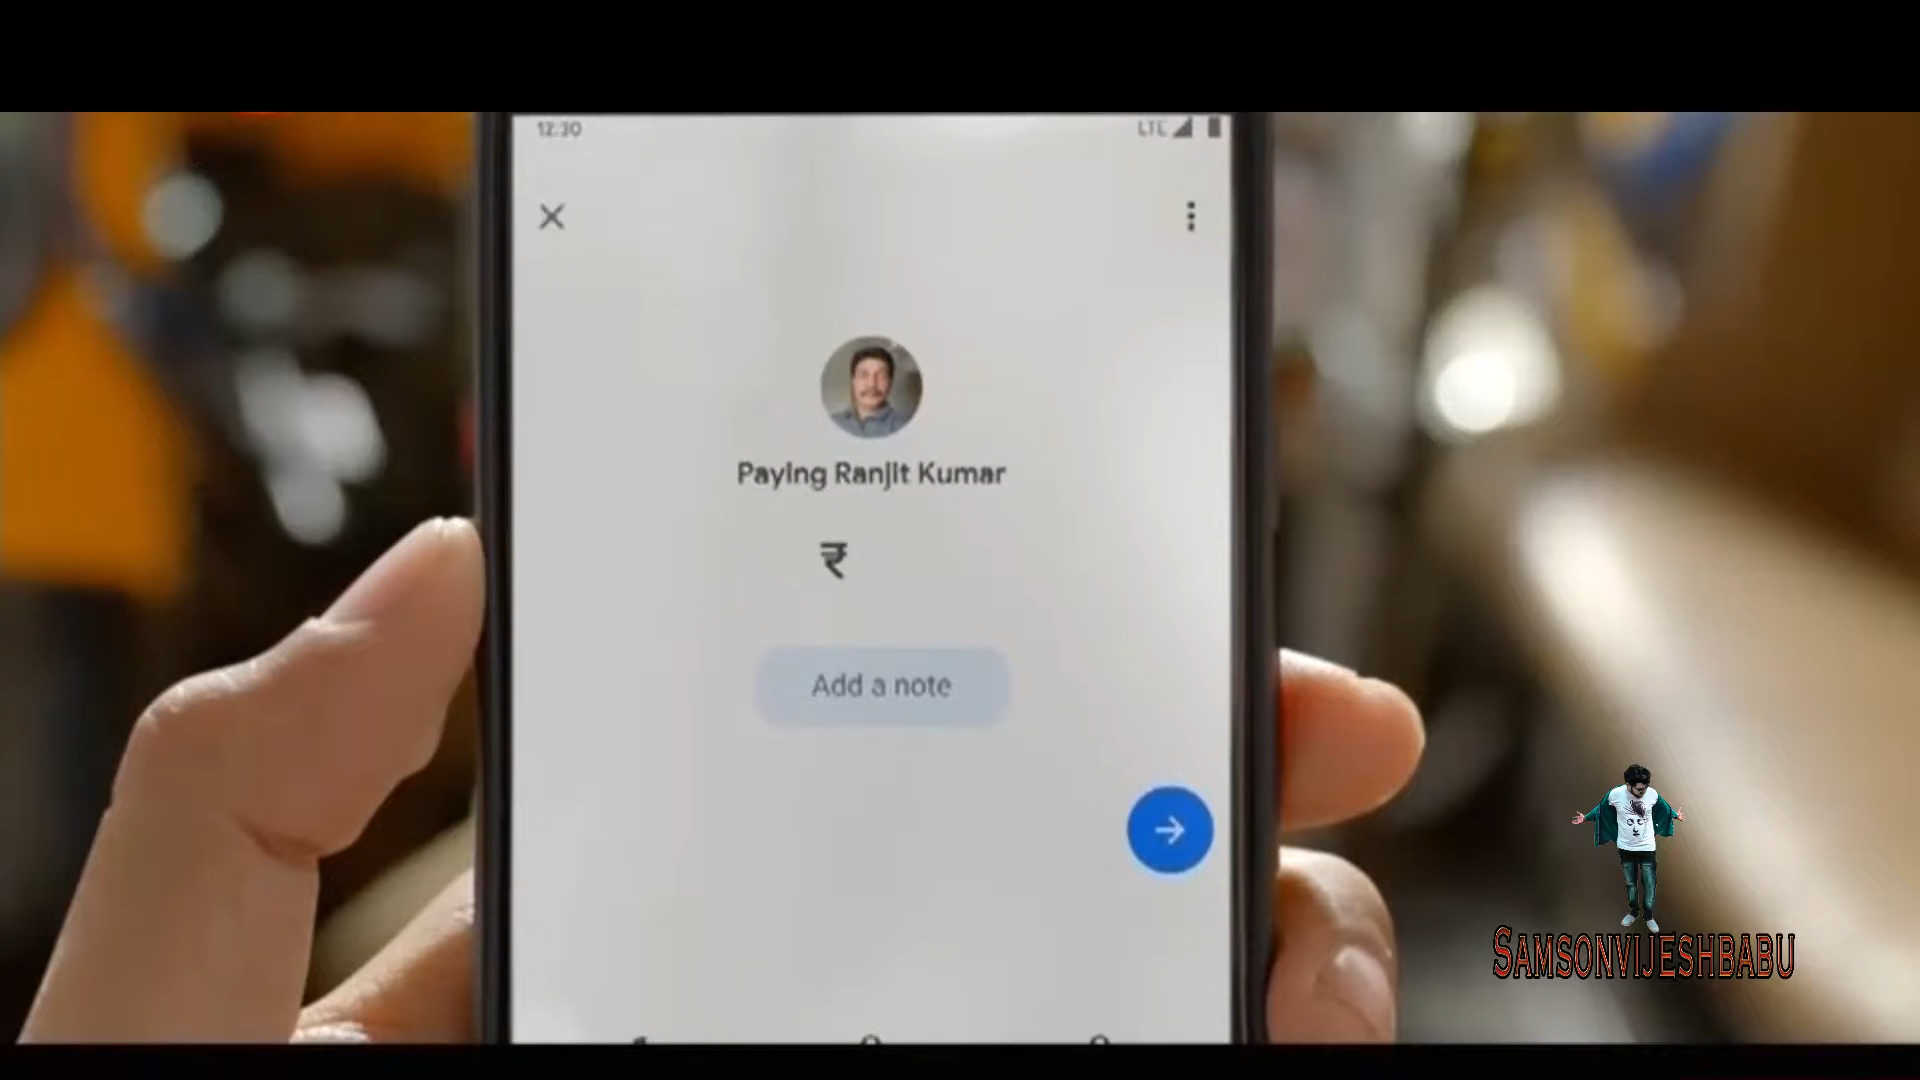 12:30
LTE
Paying Ranjit Kumar
₹
Add a note
SAMSONVIJESHBABU